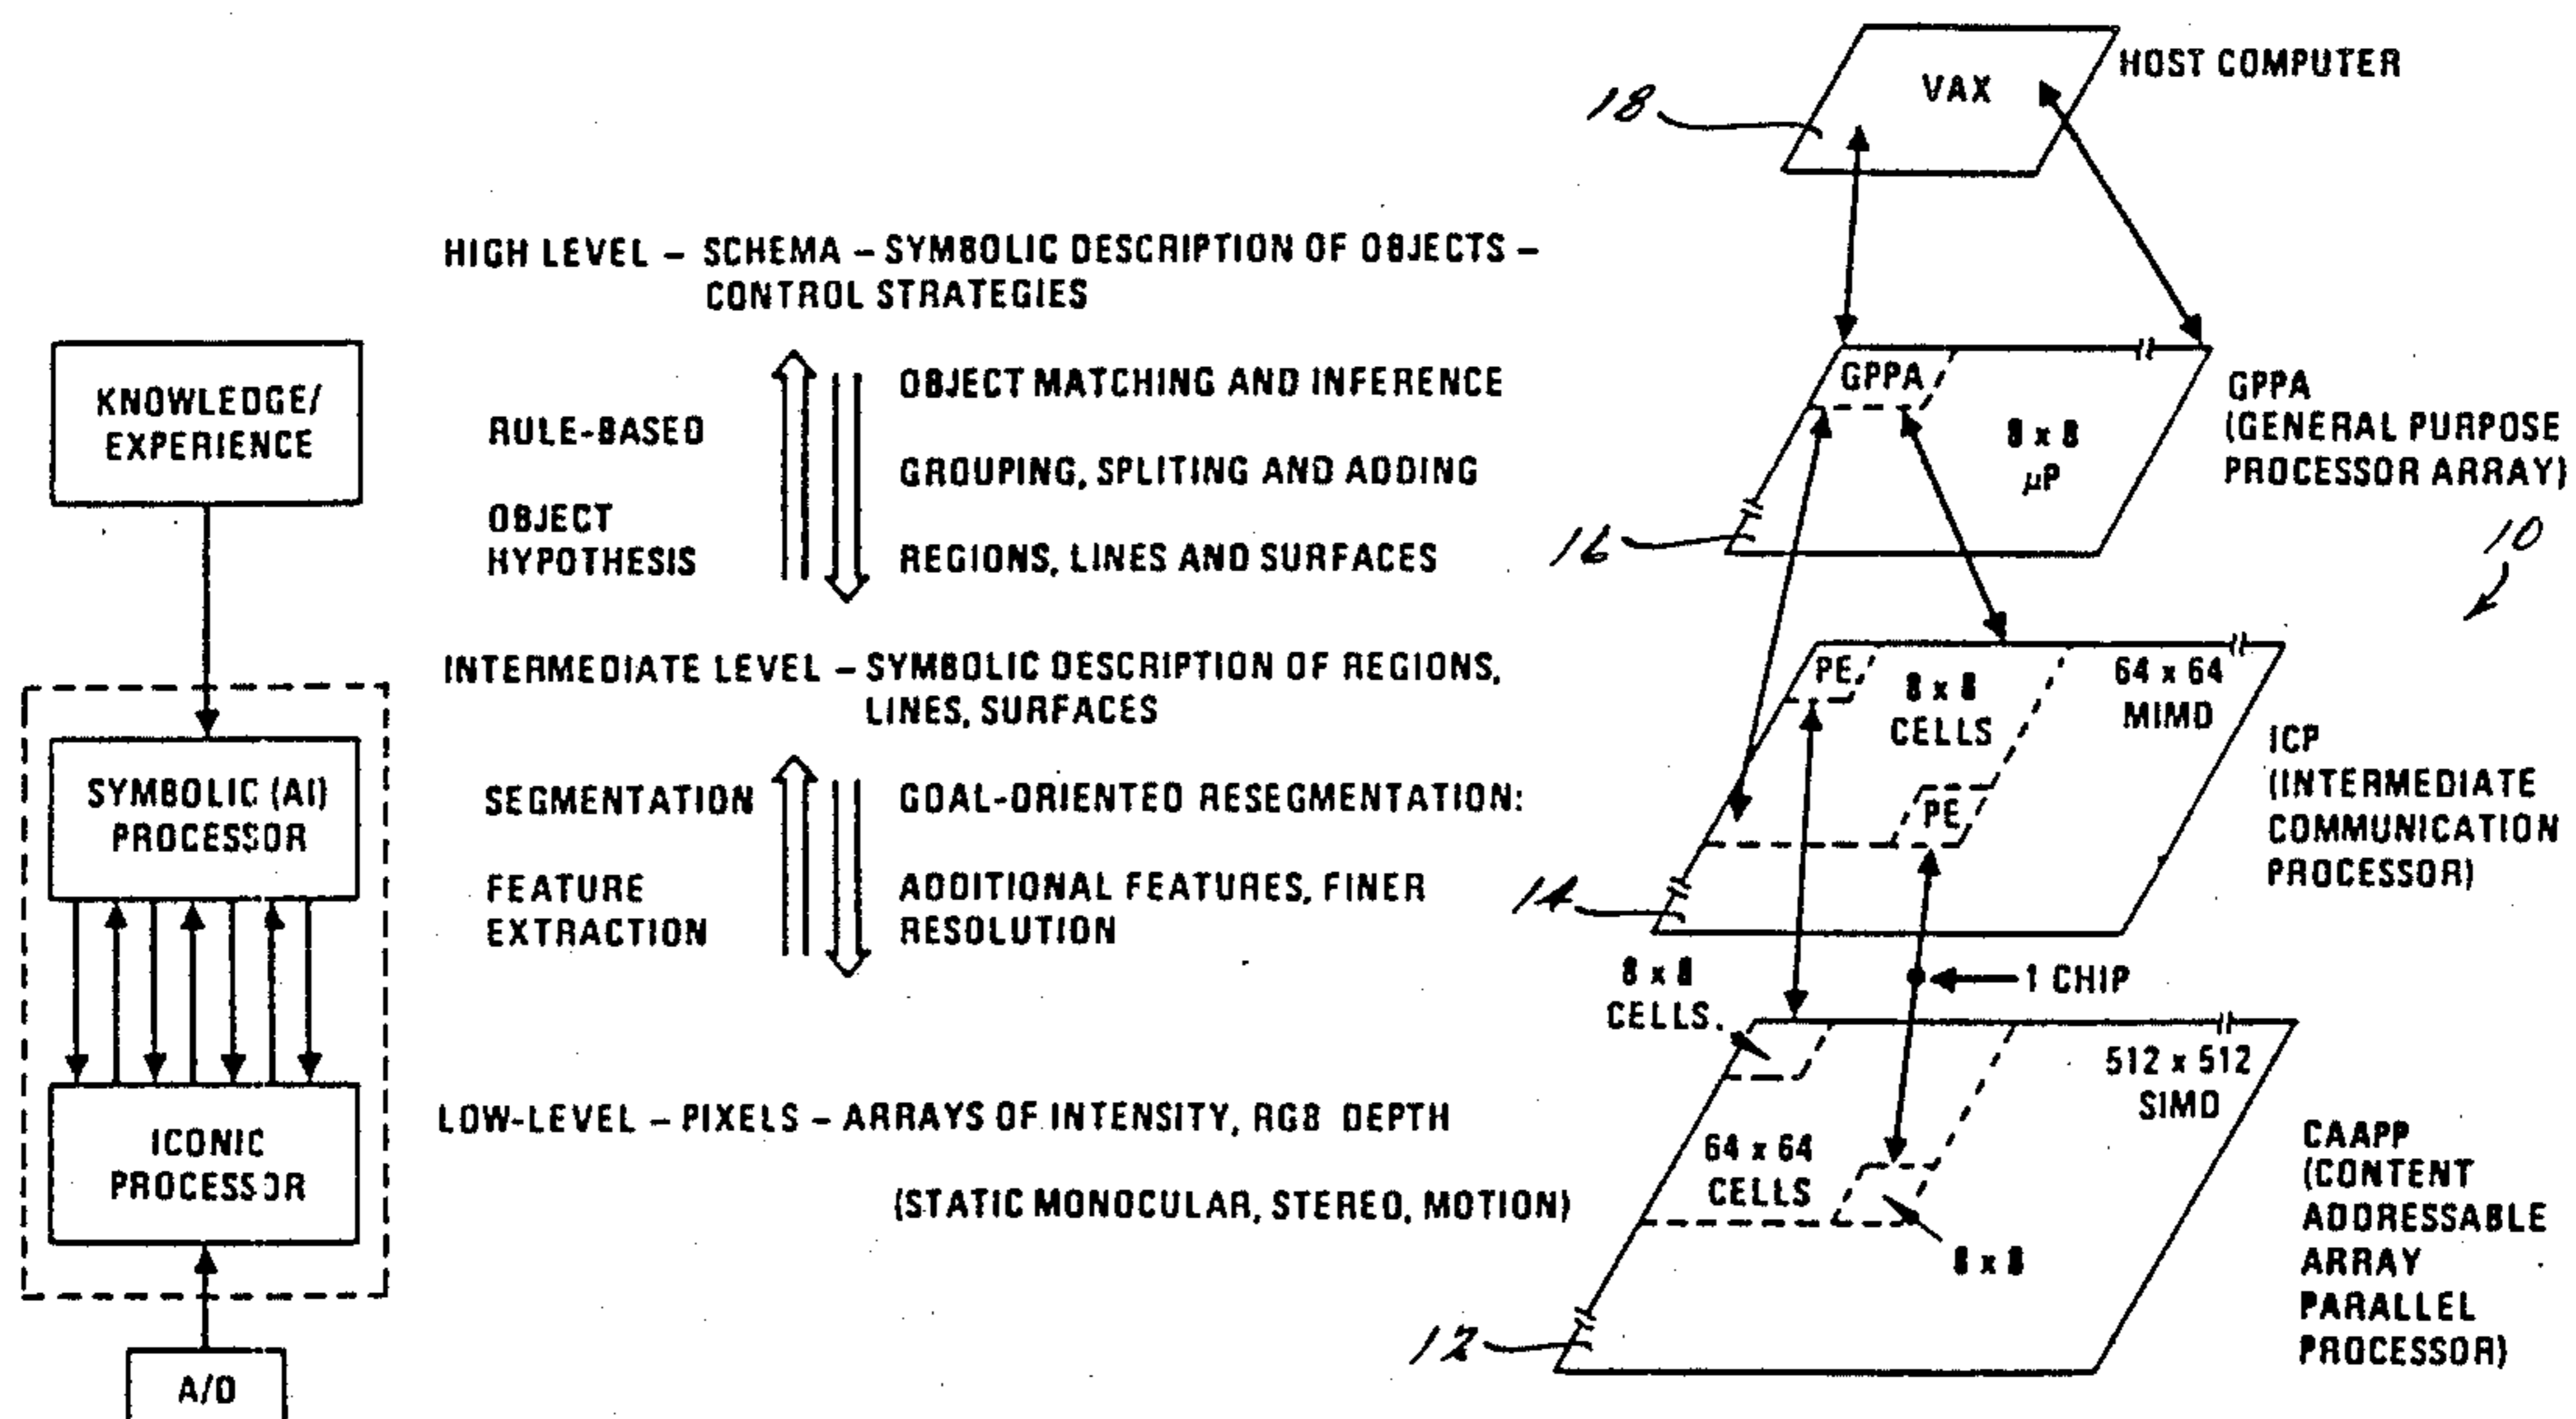 KNOWLEDGE/
EXPERIENCE
SYMBOLIC (AI)
PROCESSOR
ICONIC
PROCESSOR
A/D
HIGH LEVEL – SCHEMA – SYMBOLIC DESCRIPTION OF OBJECTS –
CONTROL STRATEGIES
RULE-BASED
OBJECT
HYPOTHESIS
OBJECT MATCHING AND INFERENCE
GROUPING, SPLITING AND ADDING
REGIONS, LINES AND SURFACES
INTERMEDIATE LEVEL – SYMBOLIC DESCRIPTION OF REGIONS,
LINES, SURFACES
SEGMENTATION
FEATURE
EXTRACTION
GOAL-ORIENTED RESEGMENTATION:
ADDITIONAL FEATURES, FINER
RESOLUTION
LOW-LEVEL – PIXELS – ARRAYS OF INTENSITY, RGB DEPTH
(STATIC MONOCULAR, STEREO, MOTION)
18
VAX
HOST COMPUTER
GPPA
8 x 8
µP
16
GPPA
(GENERAL PURPOSE
PROCESSOR ARRAY)
10
PE
8 x 8
CELLS
64 x 64
MIMD
PE
14
ICP
(INTERMEDIATE
COMMUNICATION
PROCESSOR)
8 x 8
CELLS.
1 CHIP
512 x 512
SIMD
64 x 64
CELLS
8 x 8
12
CAAPP
(CONTENT
ADDRESSABLE
ARRAY
PARALLEL
PROCESSOR)